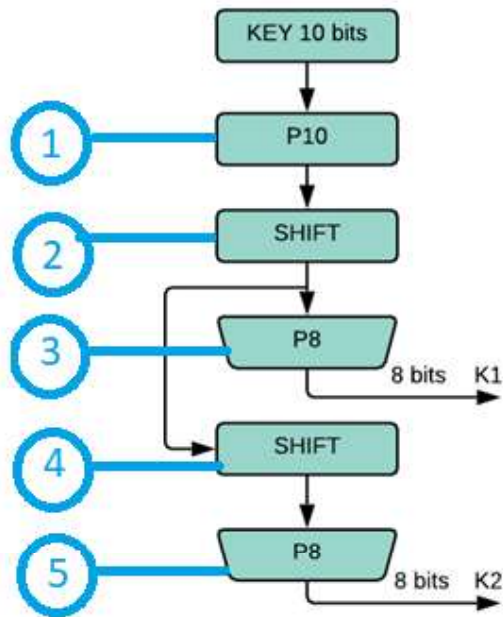 KEY 10 bits
1
P10
2
SHIFT
3
P8
8 bits K1
4
SHIFT
5
P8
8 bits K2